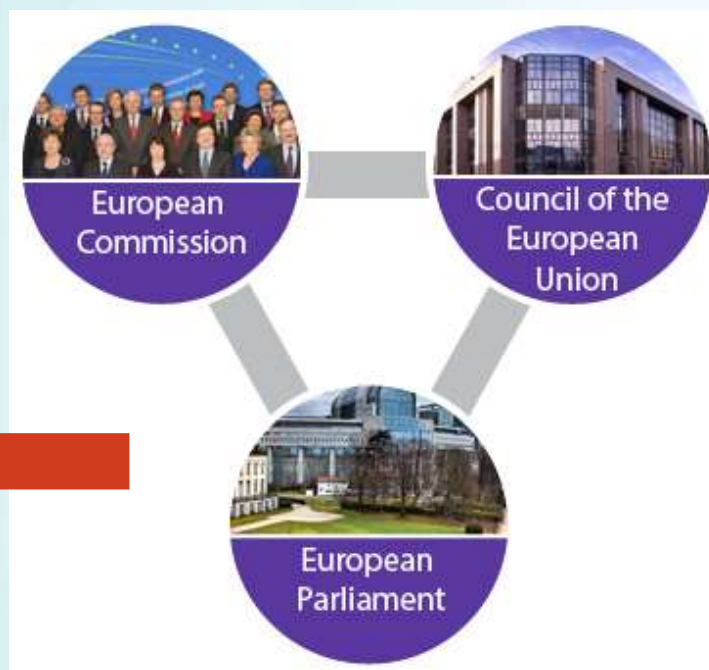 European
Commission
Council of the
European
Union
European
Parliament